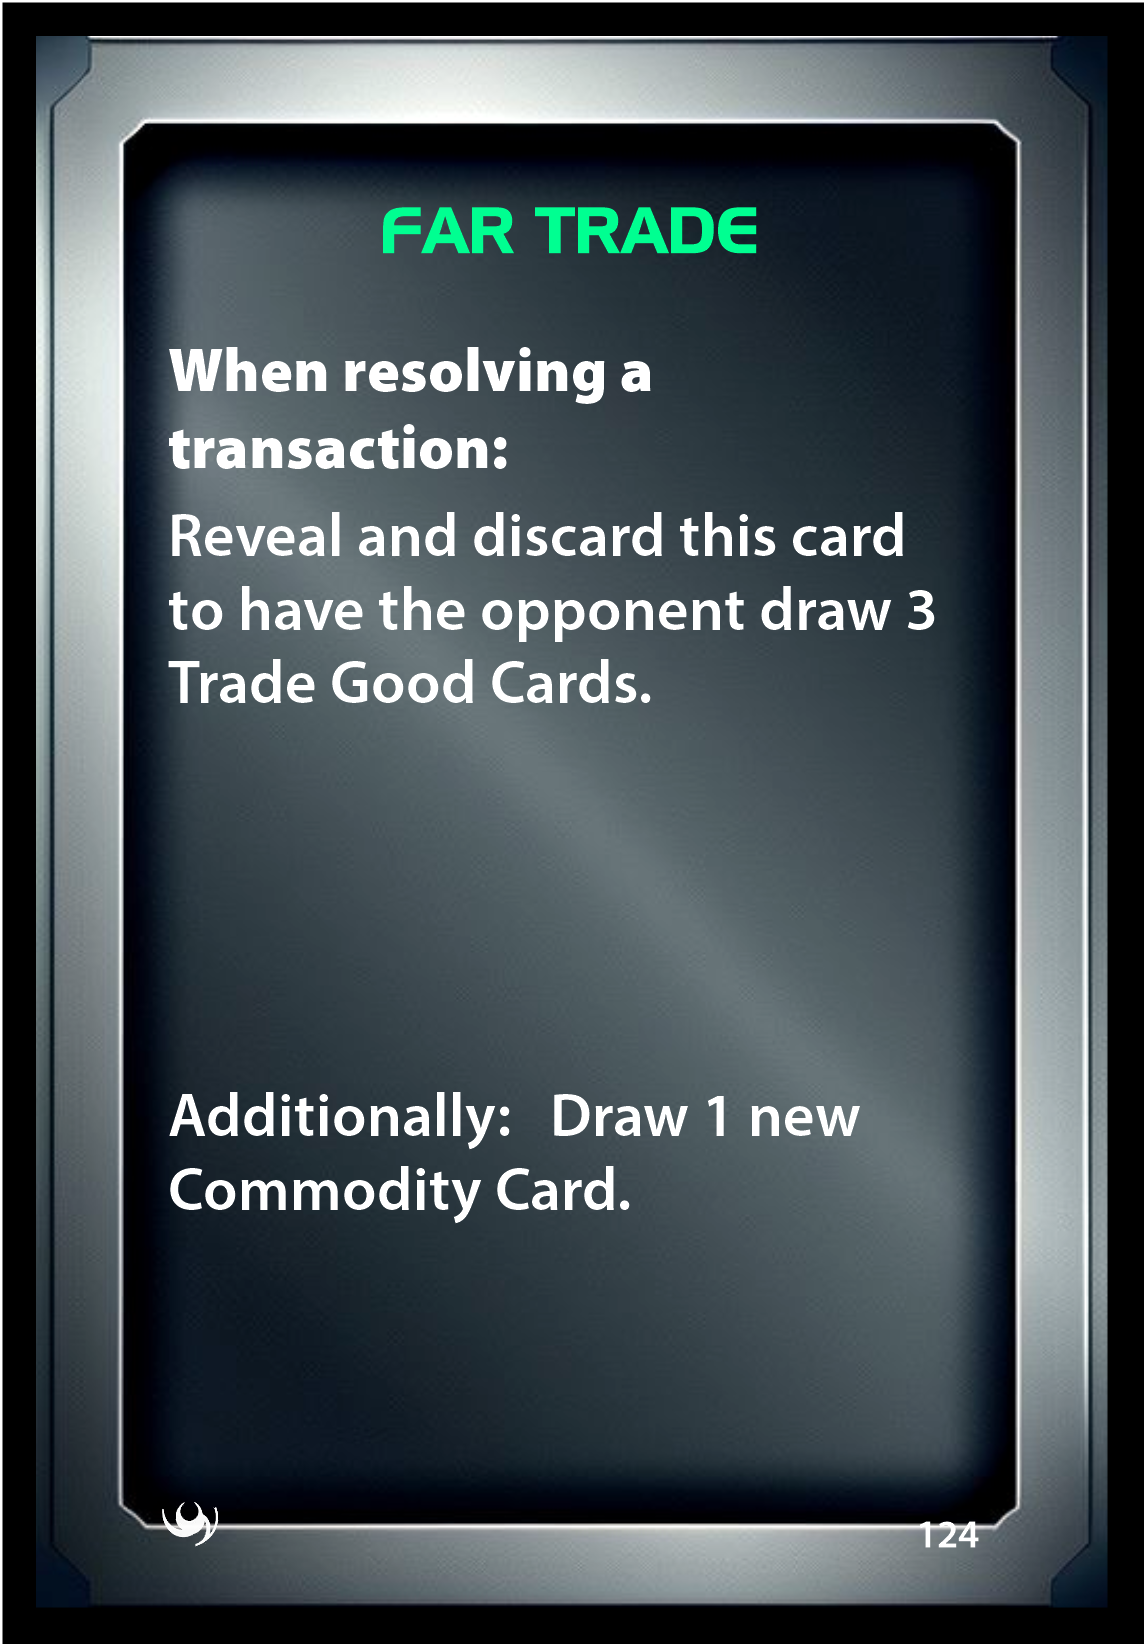 FAR TRADE
When resolving a
transaction:
Reveal and discard this card
to have the opponent draw 3
Trade Good Cards.
Additionally:   Draw 1 new
Commodity Card.
124